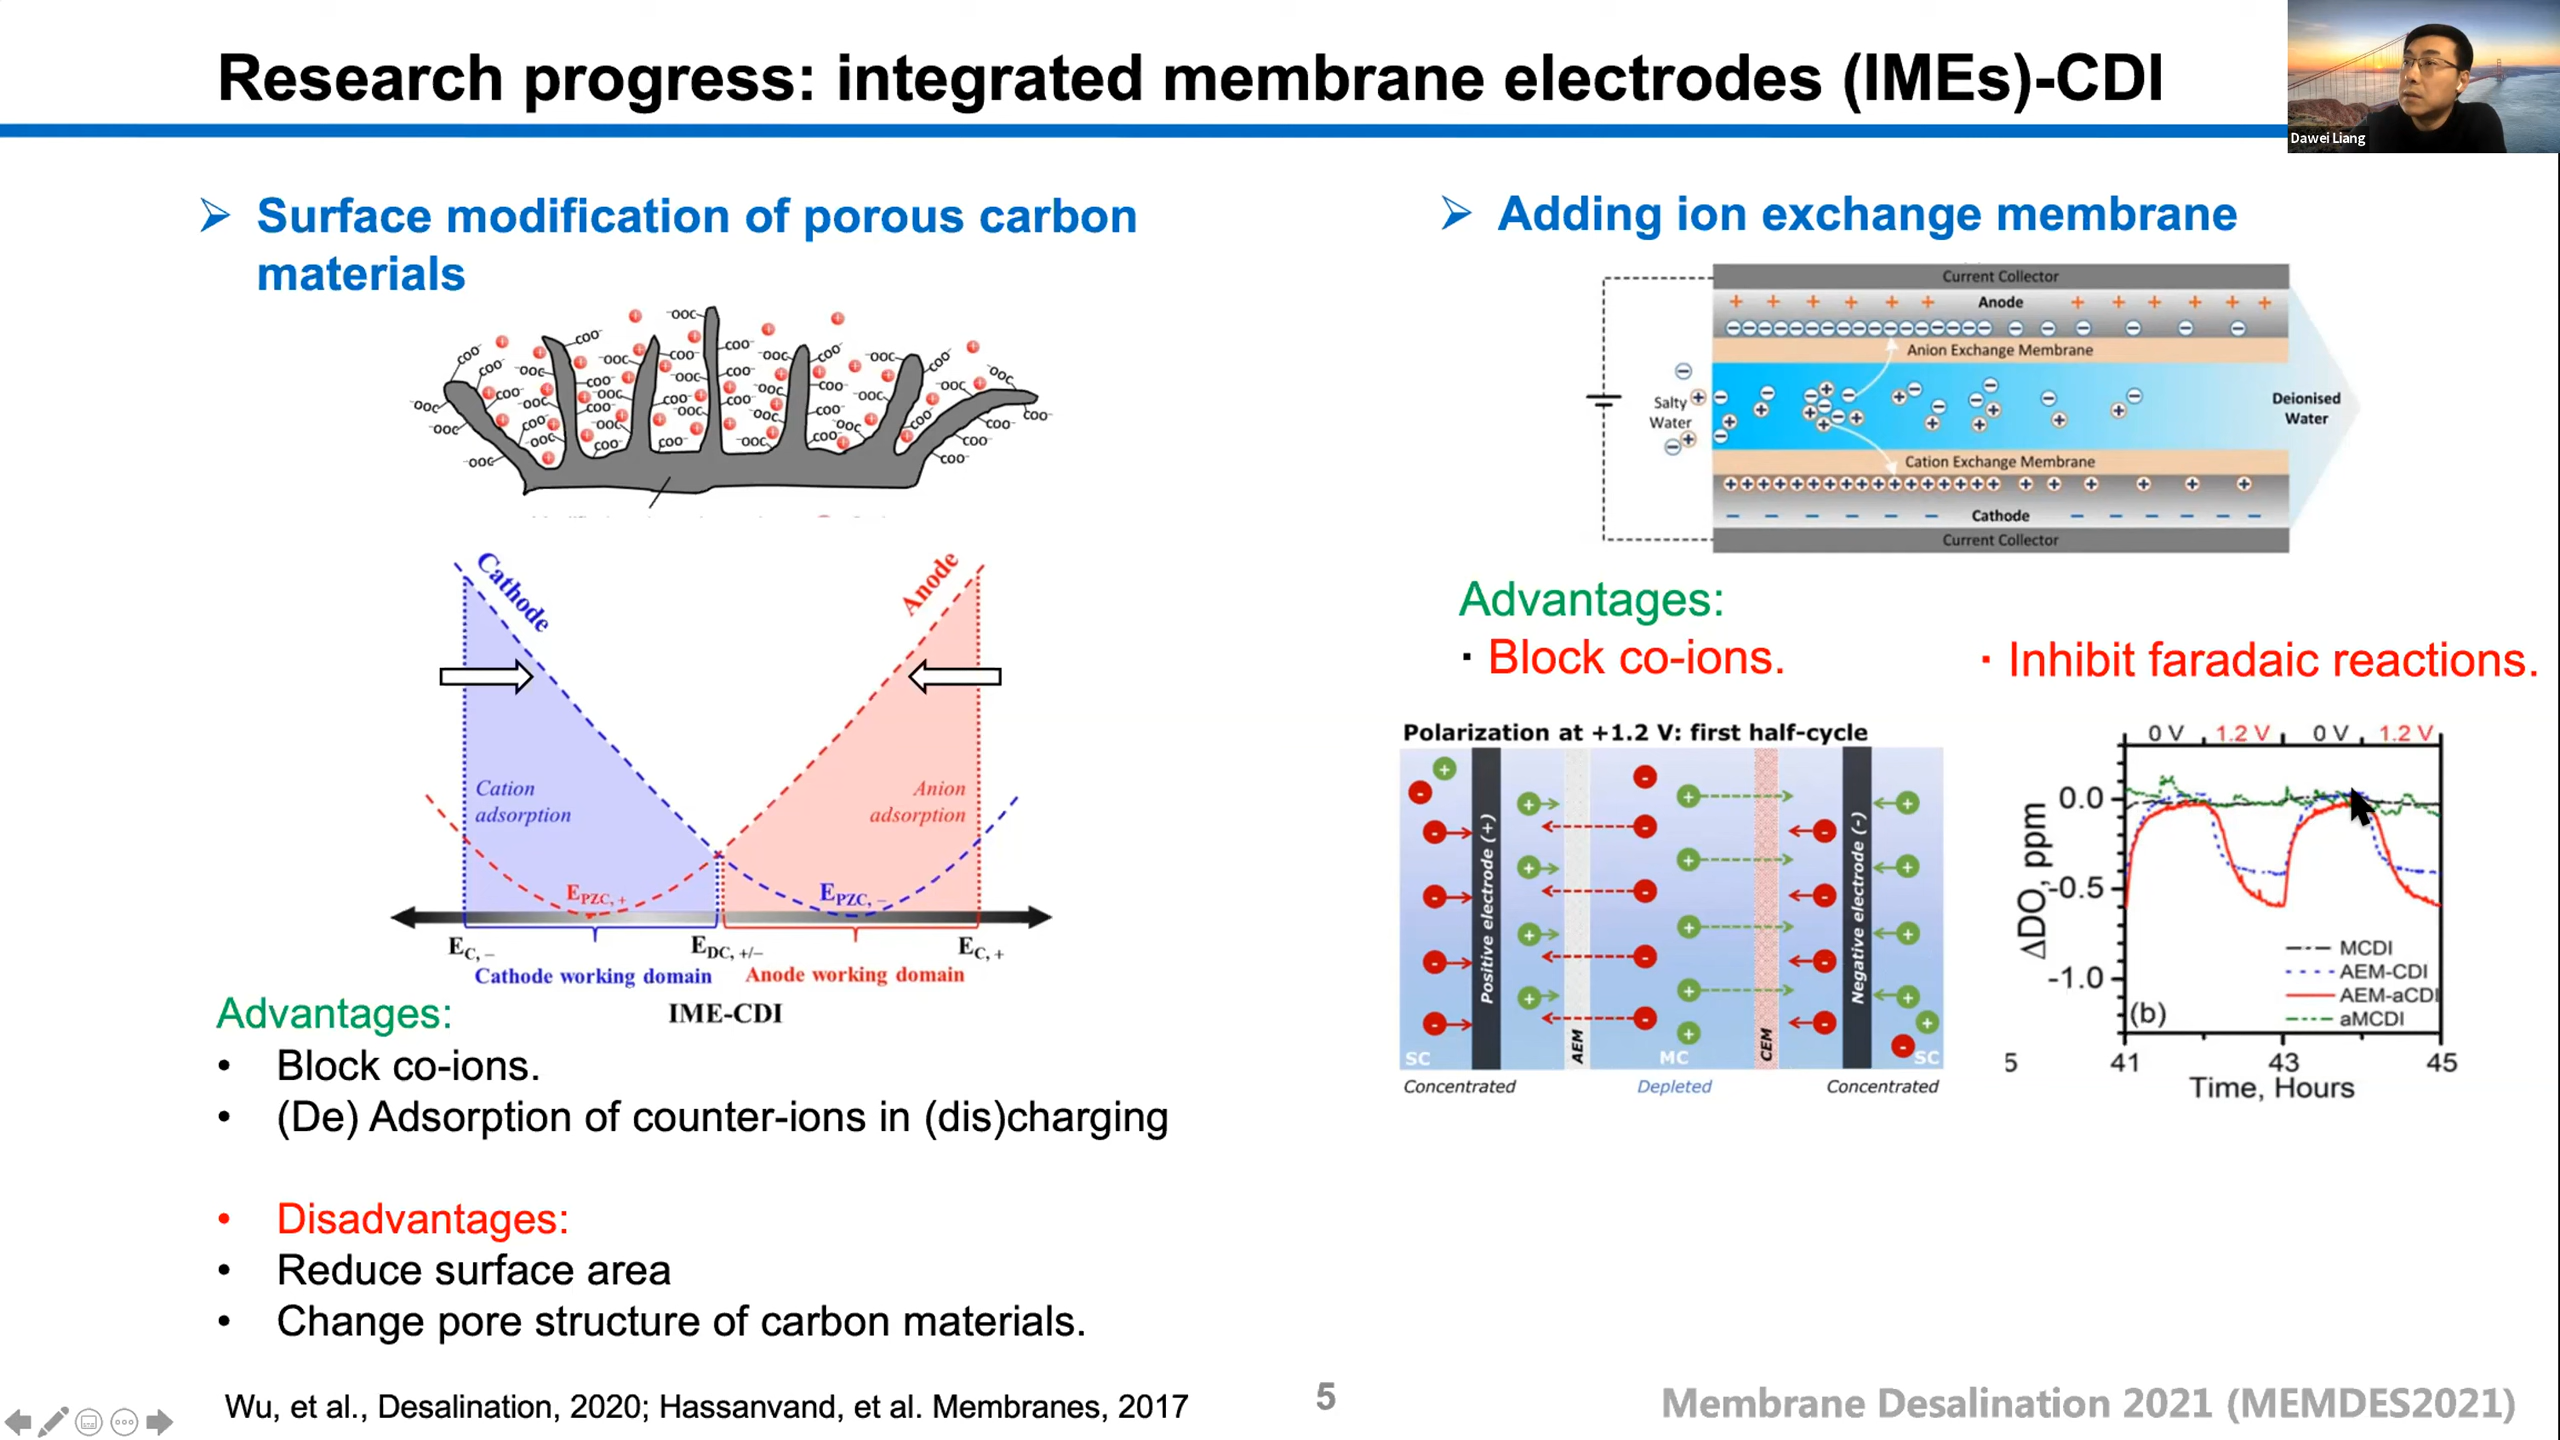 Research progress: integrated membrane electrodes (IMEs)-CDI
Dawei Liang
Surface modification of porous carbon
materials
Cathode
Anode
Cation
adsorption
Anion
adsorption
EPZC, +
EPZC, −
EC, −
EDC, +/−
EC, +
Cathode working domain
Anode working domain
IME-CDI
Advantages:
• Block co-ions.
• (De) Adsorption of counter-ions in (dis)charging
• Disadvantages:
• Reduce surface area
• Change pore structure of carbon materials.
Wu, et al., Desalination, 2020; Hassanvand, et al. Membranes, 2017
Adding ion exchange membrane
Current Collector
Anode
Anion Exchange Membrane
Salty
Water
Deionised
Water
Cation Exchange Membrane
Cathode
Current Collector
Advantages:
· Block co-ions.
· Inhibit faradaic reactions.
Polarization at +1.2 V: first half-cycle
Positive electrode (+)
AEM
CEM
Negative electrode (-)
SC
MC
SC
Concentrated
Depleted
Concentrated
0 V 1.2 V 0 V 1.2 V
ΔDO, ppm
0.0
-0.5
-1.0
MCDI
AEM-CDI
AEM-aCDI
aMCDI
(b)
5
41 43 45
Time, Hours
5
Membrane Desalination 2021 (MEMDES2021)